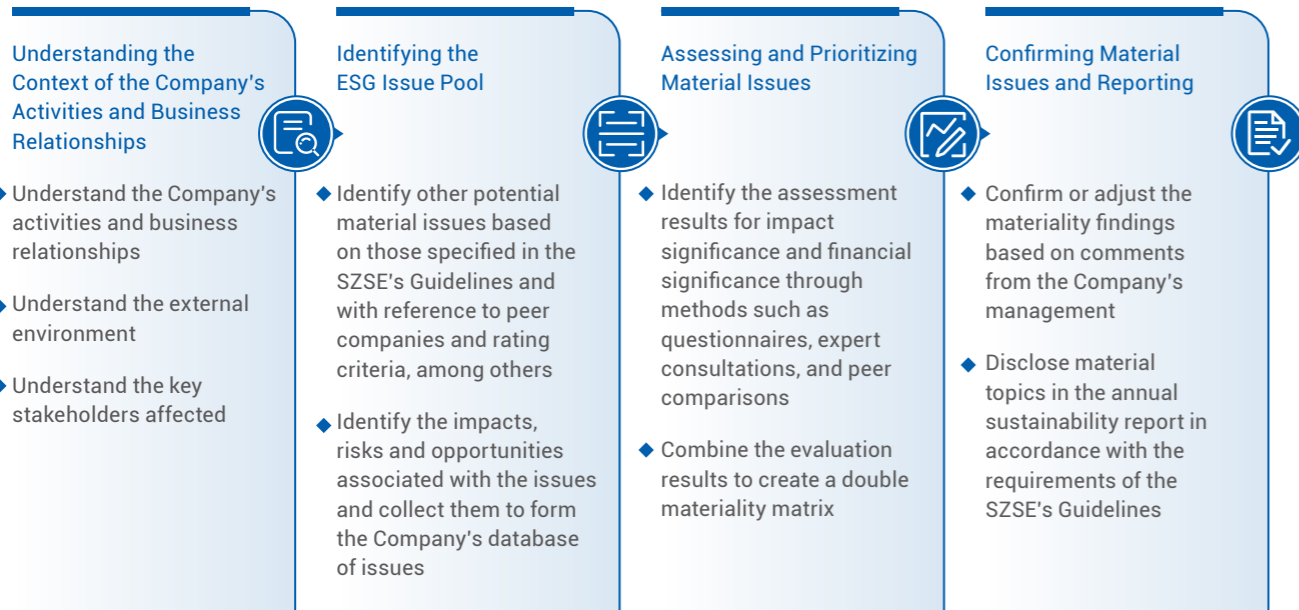 Understanding the
Context of the Company's
Activities and Business
Relationships
Understand the Company's
activities and business
relationships
Understand the external
environment
Understand the key
stakeholders affected
Identifying the
ESG Issue Pool
Identify other potential
material issues based
on those specified in the
SZSE's Guidelines and
with reference to peer
companies and rating
criteria, among others
Identify the impacts,
risks and opportunities
associated with the issues
and collect them to form
the Company's database
of issues
Assessing and Prioritizing
Material Issues
Identify the assessment
results for impact
significance and financial
significance through
methods such as
questionnaires, expert
consultations, and peer
comparisons
Combine the evaluation
results to create a double
materiality matrix
Confirming Material
Issues and Reporting
Confirm or adjust the
materiality findings
based on comments
from the Company's
management
Disclose material
topics in the annual
sustainability report in
accordance with the
requirements of the
SZSE's Guidelines